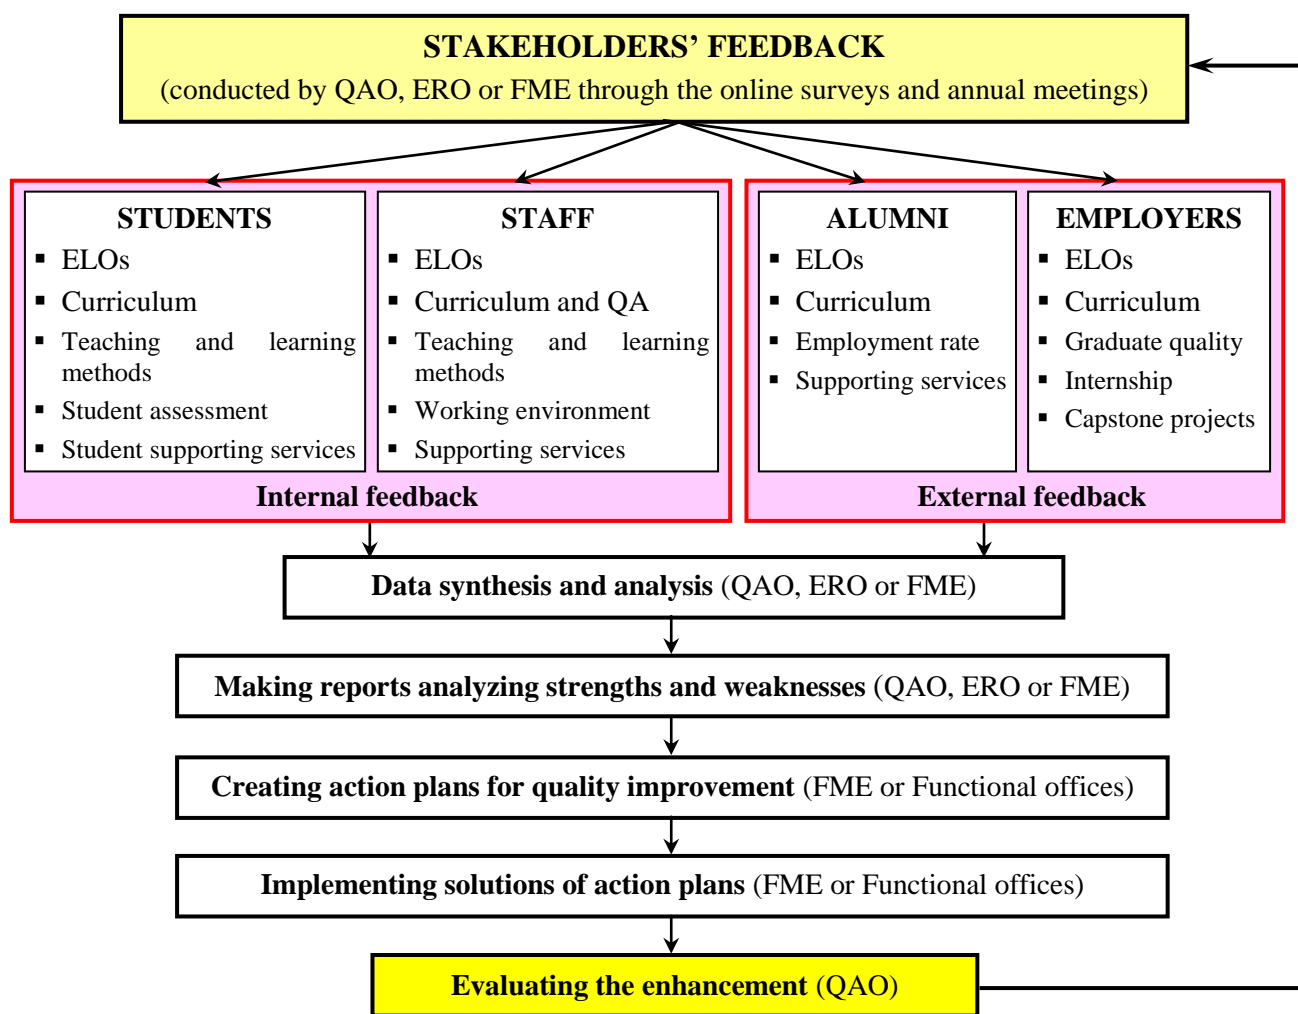 STAKEHOLDERS’ FEEDBACK
(conducted by QAO, ERO or FME through the online surveys and annual meetings)
STUDENTS
▪ ELOs
▪ Curriculum
▪ Teaching and learning
methods
▪ Student assessment
▪ Student supporting services
STAFF
▪ ELOs
▪ Curriculum and QA
▪ Teaching and learning
methods
▪ Working environment
▪ Supporting services
Internal feedback
ALUMNI
▪ ELOs
▪ Curriculum
▪ Employment rate
▪ Supporting services
EMPLOYERS
▪ ELOs
▪ Curriculum
▪ Graduate quality
▪ Internship
▪ Capstone projects
External feedback
Data synthesis and analysis (QAO, ERO or FME)
Making reports analyzing strengths and weaknesses (QAO, ERO or FME)
Creating action plans for quality improvement (FME or Functional offices)
Implementing solutions of action plans (FME or Functional offices)
Evaluating the enhancement (QAO)